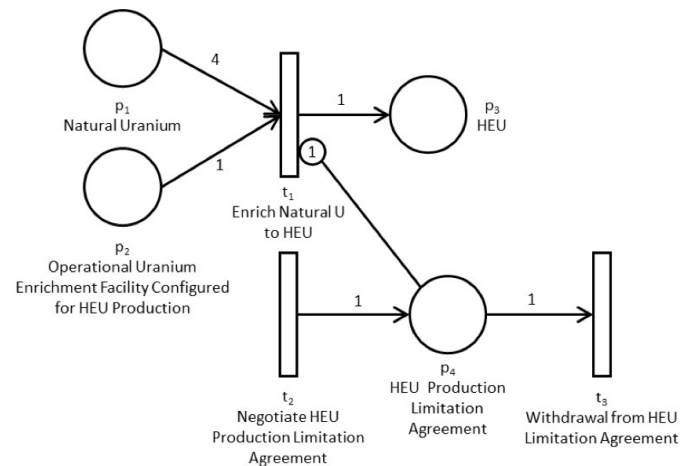 4
p₁
Natural Uranium
1
p₃
HEU
1
1
t₁
Enrich Natural U
to HEU
p₂
Operational Uranium
Enrichment Facility Configured
for HEU Production
1
1
p₄
HEU Production
Limitation
Agreement
t₂
Negotiate HEU
Production Limitation
Agreement
t₃
Withdrawal from HEU
Limitation Agreement